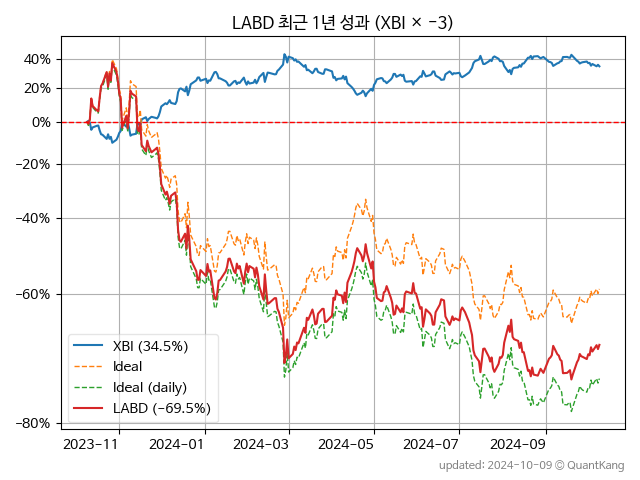 LABD 최근 1년 성과 (XBI × −3)
40%
20%
0%
−20%
−40%
−60%
−80%
XBI (34.5%)
Ideal
Ideal (daily)
LABD (−69.5%)
2023-11 2024-01 2024-03 2024-05 2024-07 2024-09
updated: 2024-10-09 © QuantKang